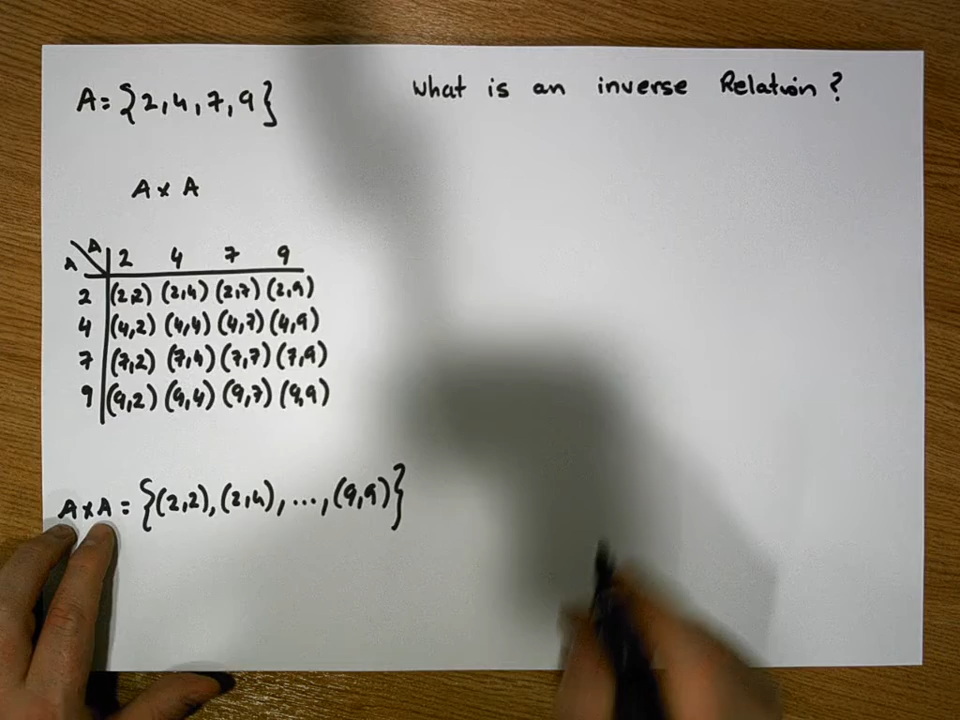 A = {2,4,7,9}
What is an inverse Relation?
A x A
A A 2 4 7 9
2 (2,2) (2,4) (2,7) (2,9)
4 (4,2) (4,4) (4,7) (4,9)
7 (7,2) (7,4) (7,7) (7,9)
9 (9,2) (9,4) (9,7) (9,9)
AxA = {(2,2),(2,4),...,(9,9)}